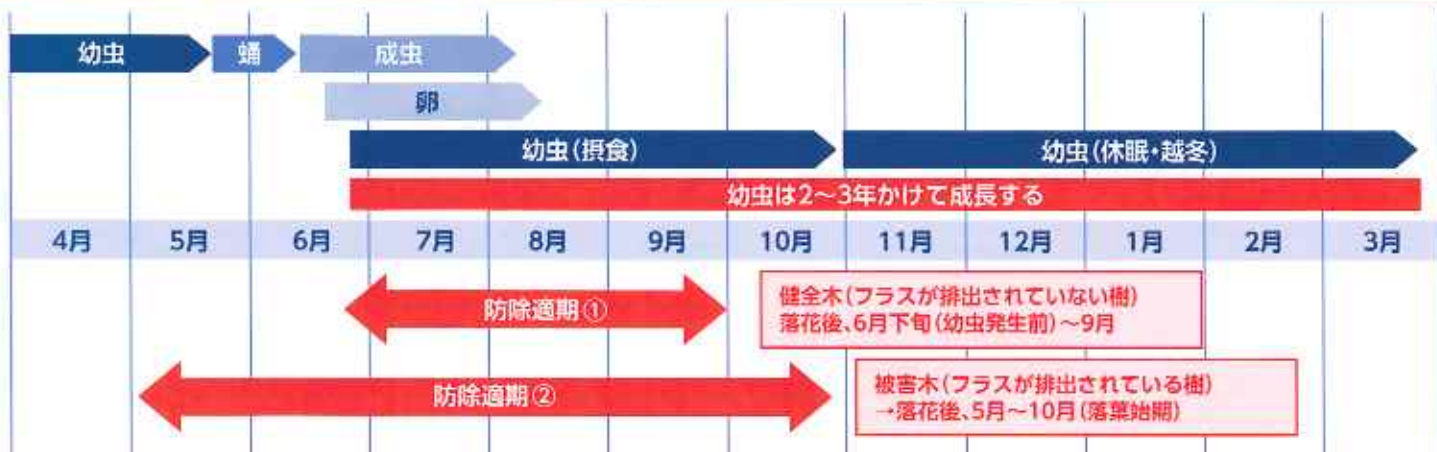 幼虫
蛹
成虫
卵
幼虫(摂食)
幼虫(休眠・越冬)
幼虫は2～3年かけて成長する
4月 5月 6月 7月 8月 9月 10月 11月 12月 1月 2月 3月
防除適期①
健全木(フラスが排出されていない樹)
落花後、6月下旬(幼虫発生前)～9月
防除適期②
被害木(フラスが排出されている樹)
→落花後、5月～10月(落葉始期)